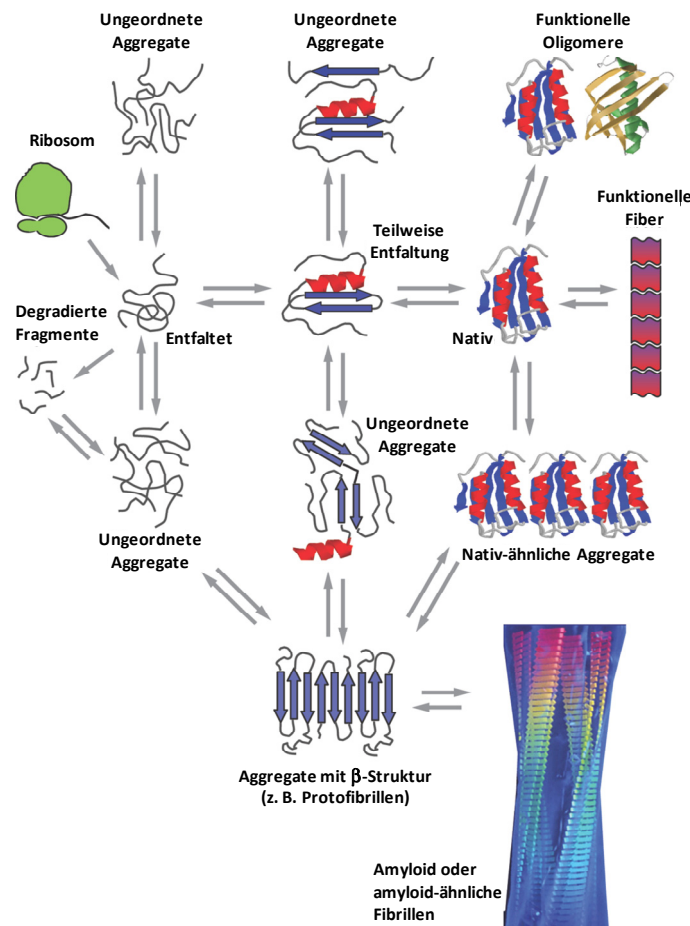 Ungeordnete
Aggregate
Ungeordnete
Aggregate
Funktionelle
Oligomere
Ribosom
Funktionelle
Fiber
Teilweise
Entfaltung
Degradierte
Fragmente
Entfaltet
Nativ
Ungeordnete
Aggregate
Ungeordnete
Aggregate
Nativ-ähnliche Aggregate
Aggregate mit β-Struktur
(z. B. Protofibrillen)
Amyloid oder
amyloid-ähnliche
Fibrillen